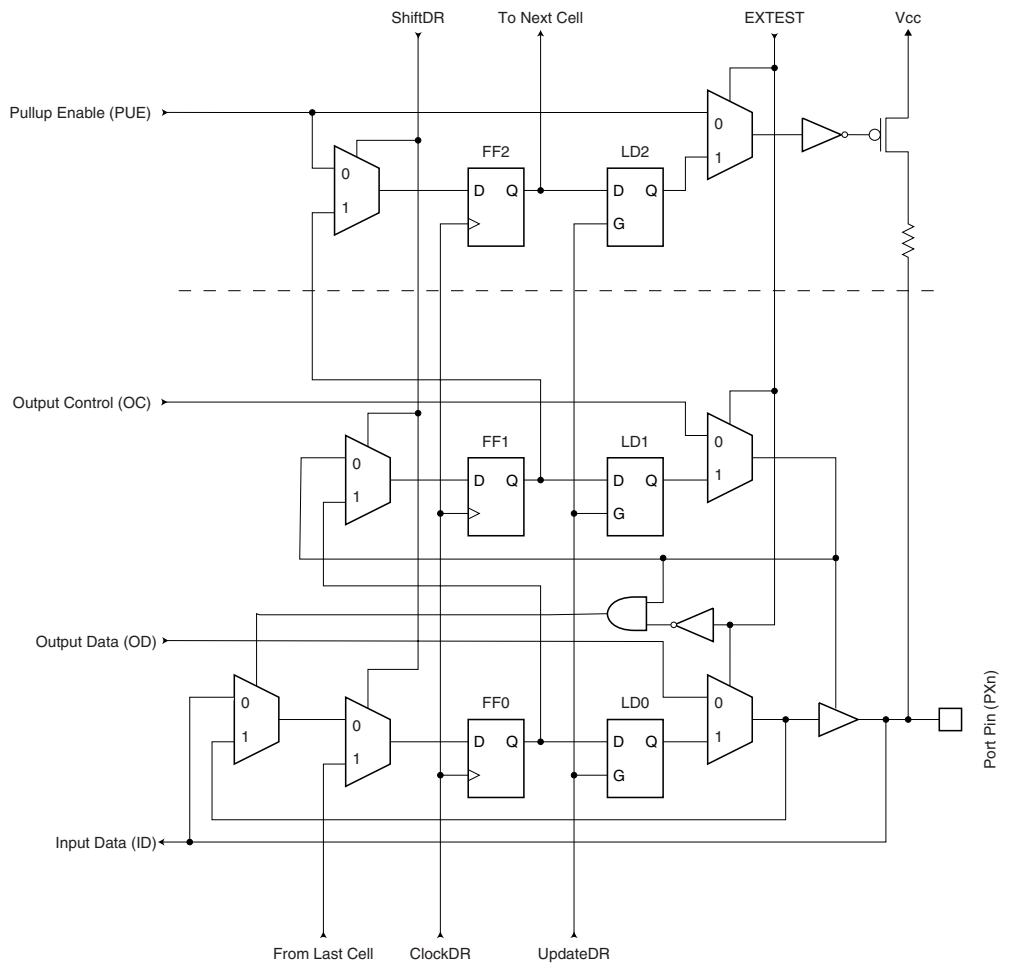 ShiftDR To Next Cell EXTEST Vcc
Pullup Enable (PUE)
0
1
FF2 LD2
0
1
D Q
D Q
G
Output Control (OC)
0
1
FF1 LD1
0
1
D Q
D Q
G
Output Data (OD)
0
1
0
1
FF0 LD0
0
1
D Q
D Q
G
Port Pin (PXn)
Input Data (ID)
From Last Cell ClockDR UpdateDR